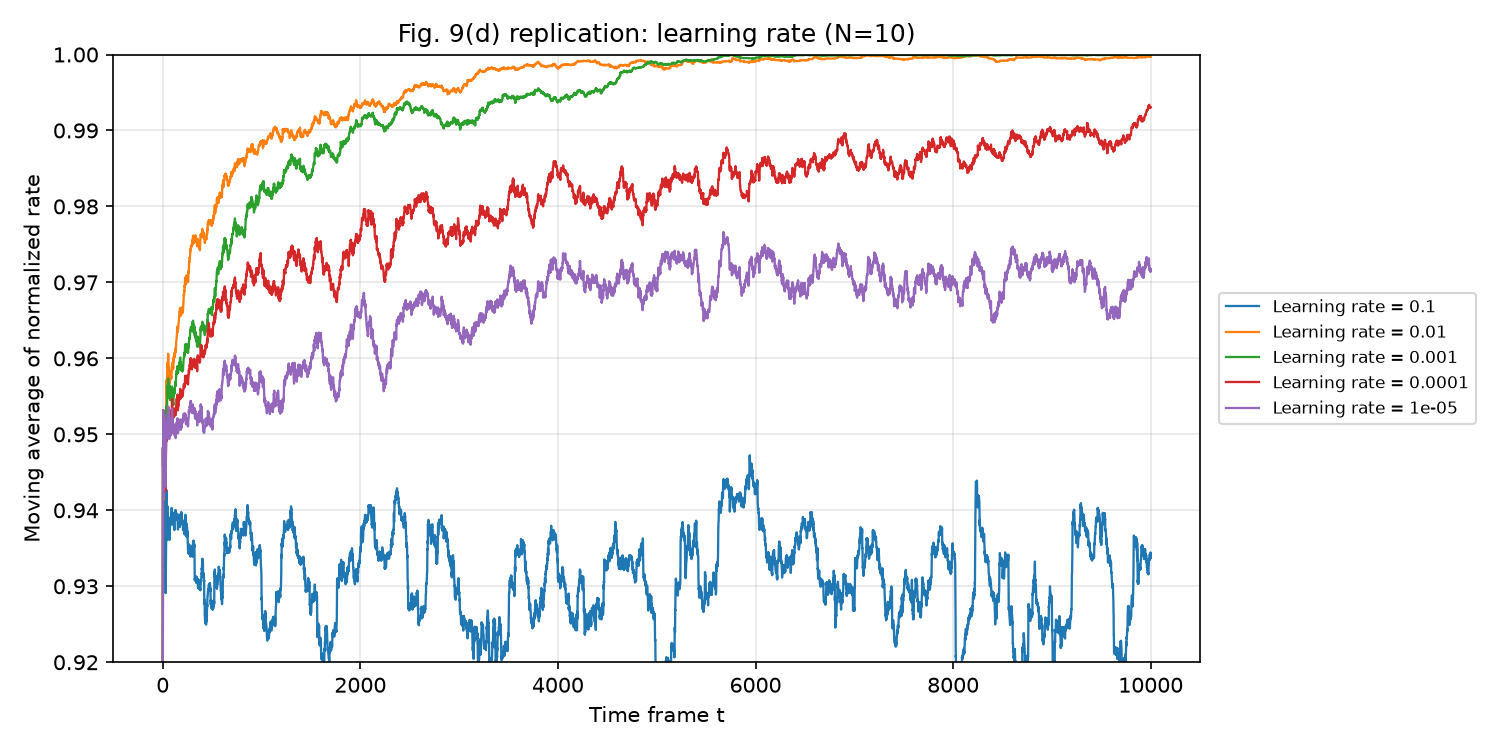 Fig. 9(d) replication: learning rate (N=10)
Moving average of normalized rate
1.00
0.99
0.98
0.97
0.96
0.95
0.94
0.93
0.92
0
2000
4000
6000
8000
10000
Time frame t
Learning rate = 0.1
Learning rate = 0.01
Learning rate = 0.001
Learning rate = 0.0001
Learning rate = 1e-05